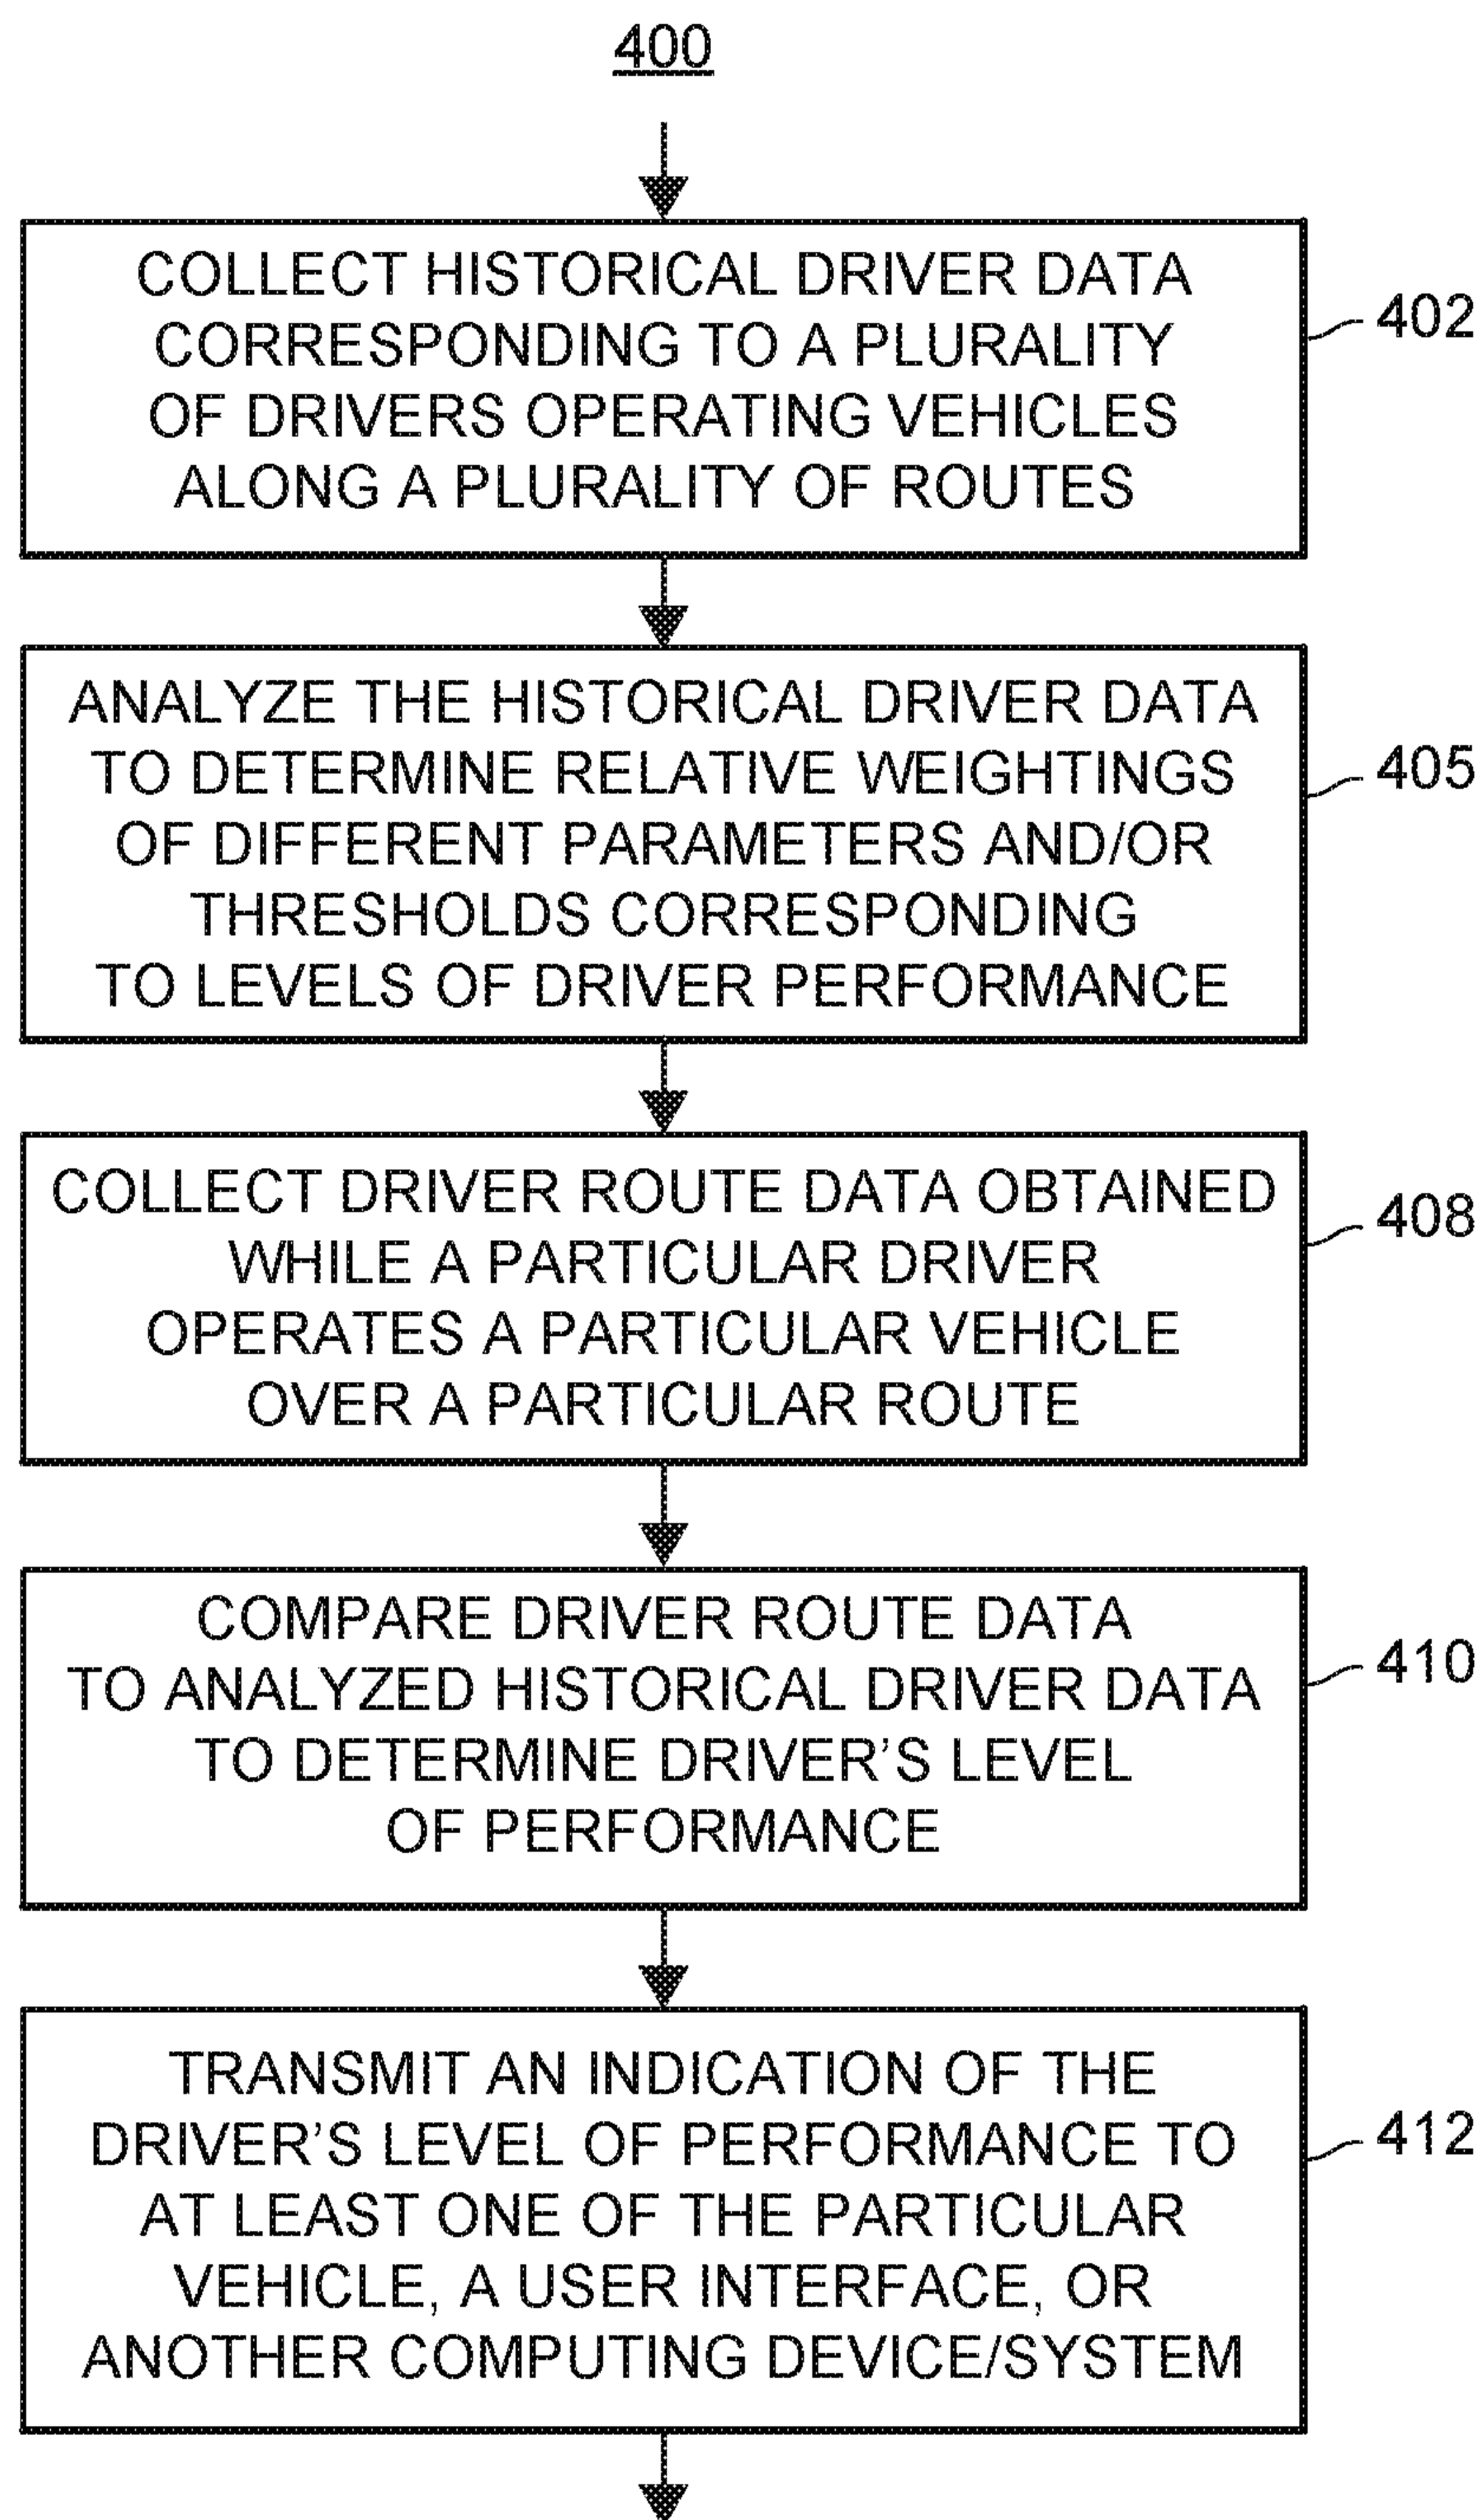 400
COLLECT HISTORICAL DRIVER DATA
CORRESPONDING TO A PLURALITY
OF DRIVERS OPERATING VEHICLES
ALONG A PLURALITY OF ROUTES
402
ANALYZE THE HISTORICAL DRIVER DATA
TO DETERMINE RELATIVE WEIGHTINGS
OF DIFFERENT PARAMETERS AND/OR
THRESHOLDS CORRESPONDING
TO LEVELS OF DRIVER PERFORMANCE
405
COLLECT DRIVER ROUTE DATA OBTAINED
WHILE A PARTICULAR DRIVER
OPERATES A PARTICULAR VEHICLE
OVER A PARTICULAR ROUTE
408
COMPARE DRIVER ROUTE DATA
TO ANALYZED HISTORICAL DRIVER DATA
TO DETERMINE DRIVER'S LEVEL
OF PERFORMANCE
410
TRANSMIT AN INDICATION OF THE
DRIVER'S LEVEL OF PERFORMANCE TO
AT LEAST ONE OF THE PARTICULAR
VEHICLE, A USER INTERFACE, OR
ANOTHER COMPUTING DEVICE/SYSTEM
412